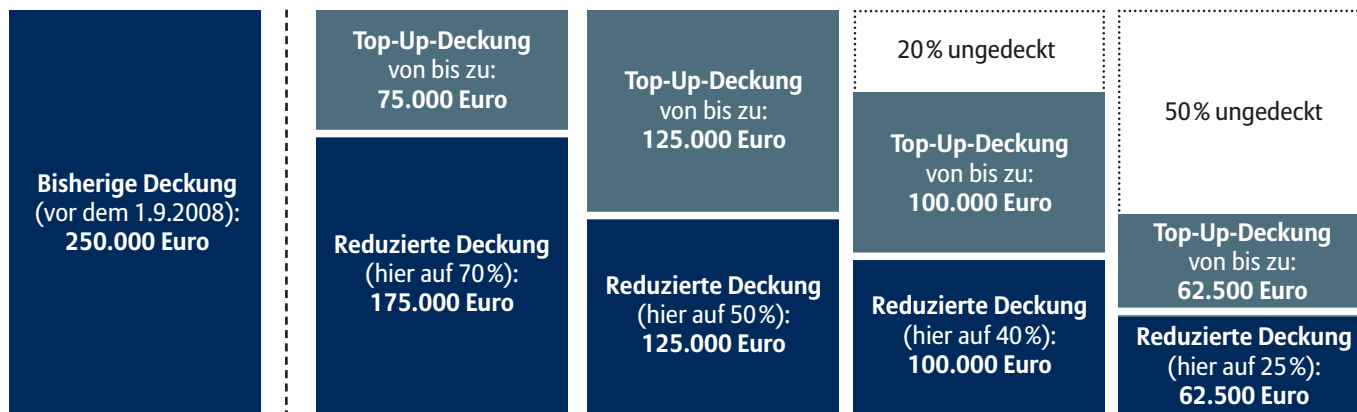 Bisherige Deckung
(vor dem 1.9.2008):
250.000 Euro
Top-Up-Deckung
von bis zu:
75.000 Euro
Reduzierte Deckung
(hier auf 70 %):
175.000 Euro
Top-Up-Deckung
von bis zu:
125.000 Euro
Reduzierte Deckung
(hier auf 50 %):
125.000 Euro
20 % ungedeckt
Top-Up-Deckung
von bis zu:
100.000 Euro
Reduzierte Deckung
(hier auf 40 %):
100.000 Euro
50 % ungedeckt
Top-Up-Deckung
von bis zu:
62.500 Euro
Reduzierte Deckung
(hier auf 25 %):
62.500 Euro